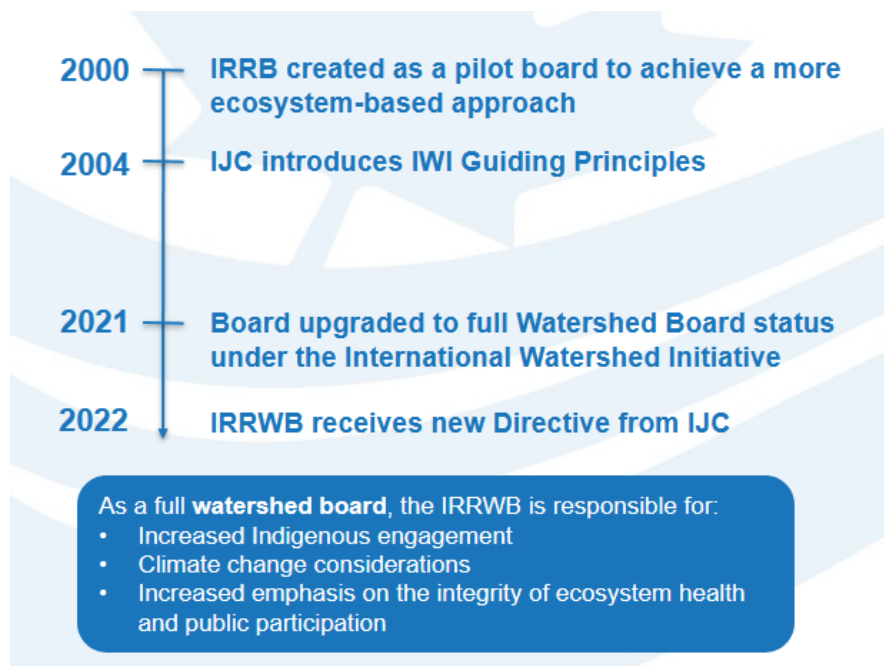 2000 IRRB created as a pilot board to achieve a more
ecosystem-based approach
2004 IJC introduces IWI Guiding Principles
2021 Board upgraded to full Watershed Board status
under the International Watershed Initiative
2022 IRRWB receives new Directive from IJC
As a full watershed board, the IRRWB is responsible for:
• Increased Indigenous engagement
• Climate change considerations
• Increased emphasis on the integrity of ecosystem health
and public participation